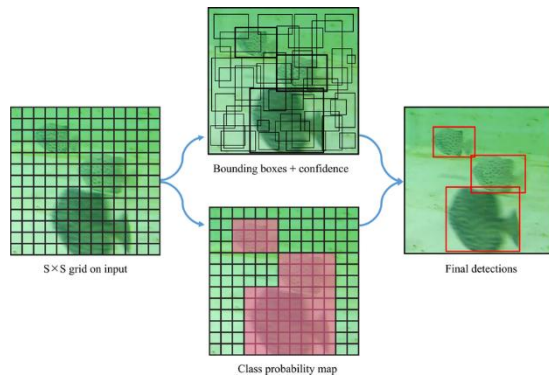 Bounding boxes + confidence
S×S grid on input
Final detections
Class probability map